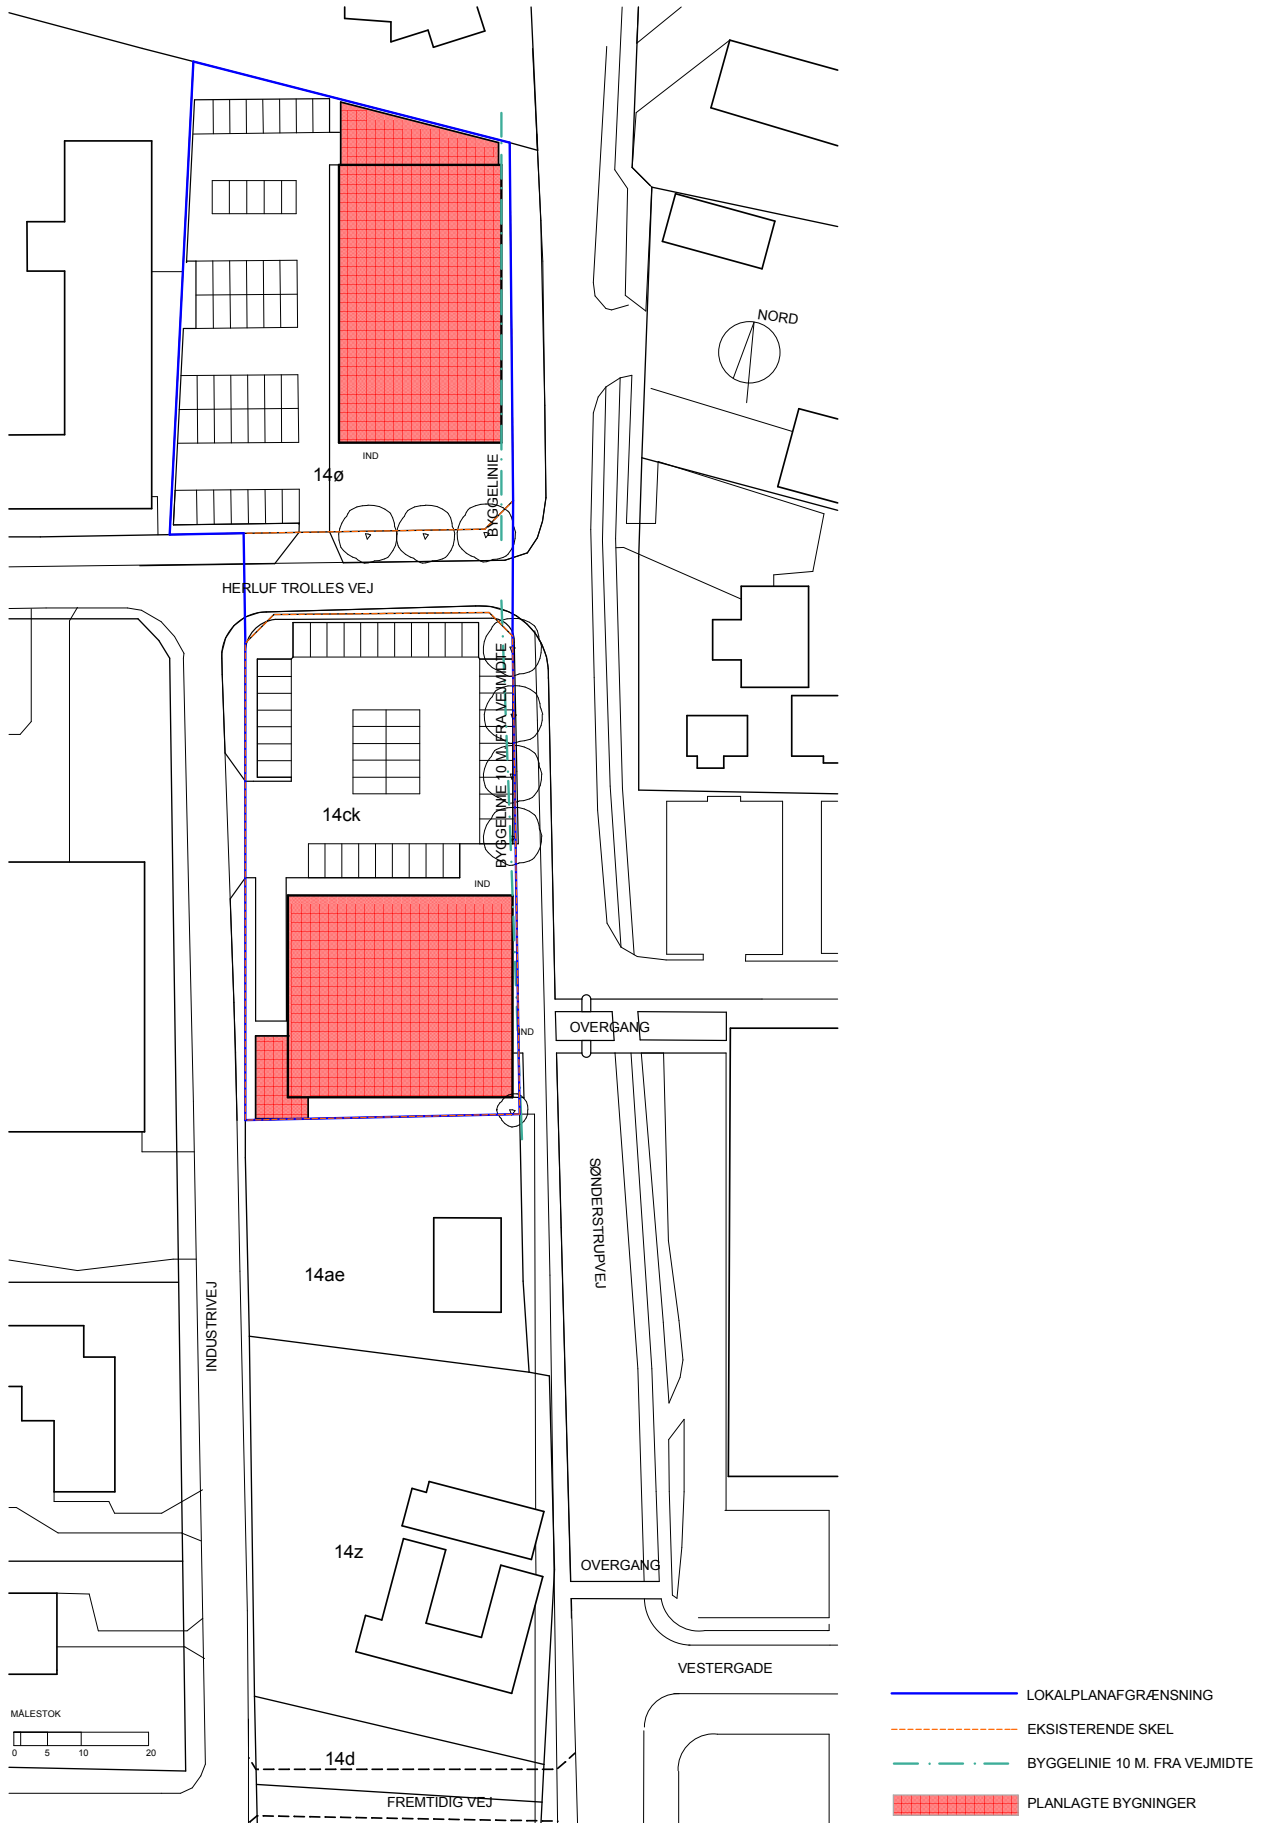 NORD
BYGGELINIE
IND
14ø
HERLUF TROLLES VEJ
BYGGELINIE 10 M. FRA VEJMIDTE
14ck
IND
IND
OVERGANG
SØNDERSTRUPVEJ
14ae
INDUSTRIVEJ
14z
OVERGANG
VESTERGADE
MÅLESTOK
0 5 10 20
14d
FREMTIDIG VEJ
LOKALPLANAFGRÆNSNING
EKSISTERENDE SKEL
BYGGELINIE 10 M. FRA VEJMIDTE
PLANLAGTE BYGNINGER